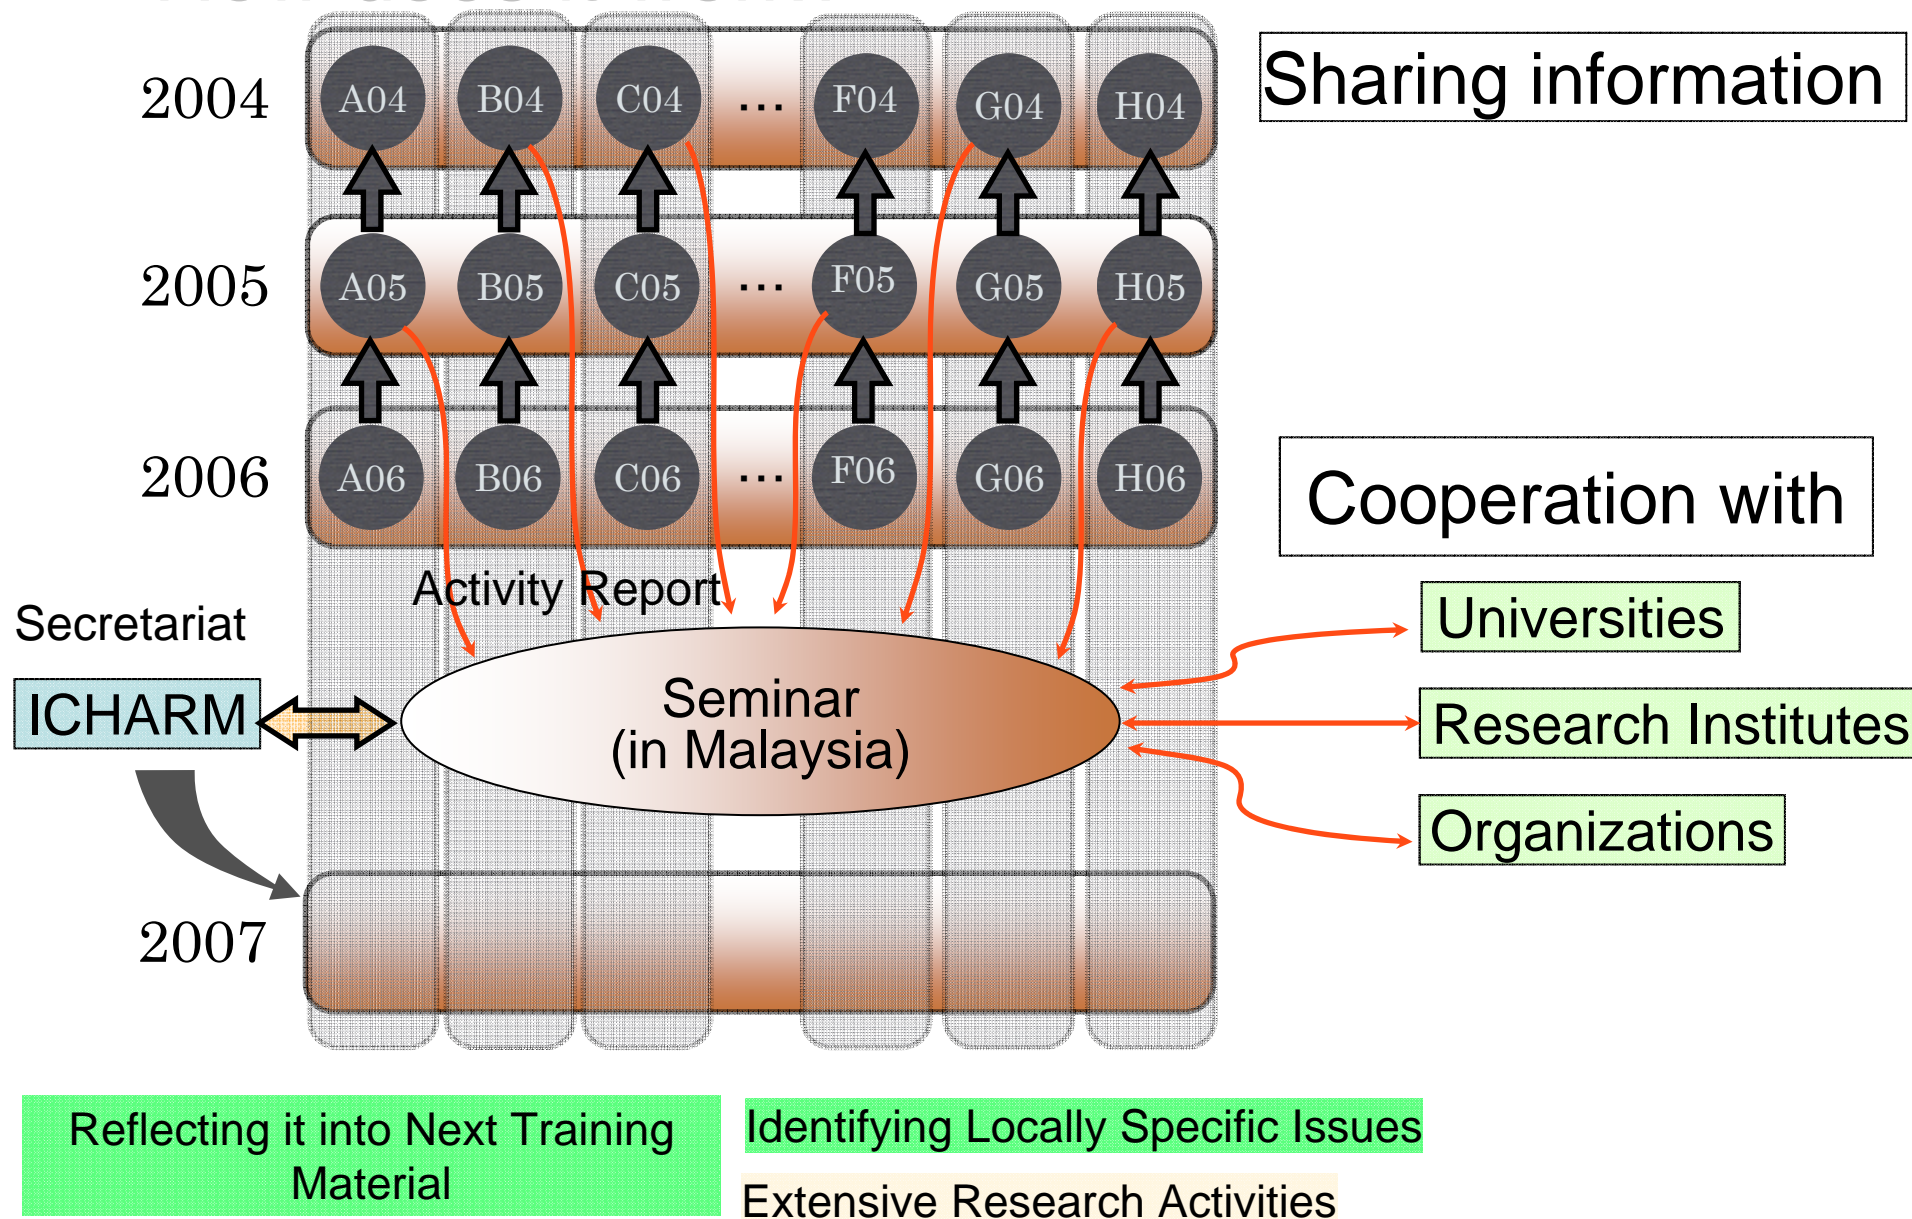 2004
A04
B04
C04
...
F04
G04
H04
Sharing information
2005
A05
B05
C05
...
F05
G05
H05
2006
A06
B06
C06
...
F06
G06
H06
Cooperation with
Activity Report
Secretariat
ICHARM
Seminar
(in Malaysia)
Universities
Research Institutes
Organizations
2007
Reflecting it into Next Training
Material
Identifying Locally Specific Issues
Extensive Research Activities